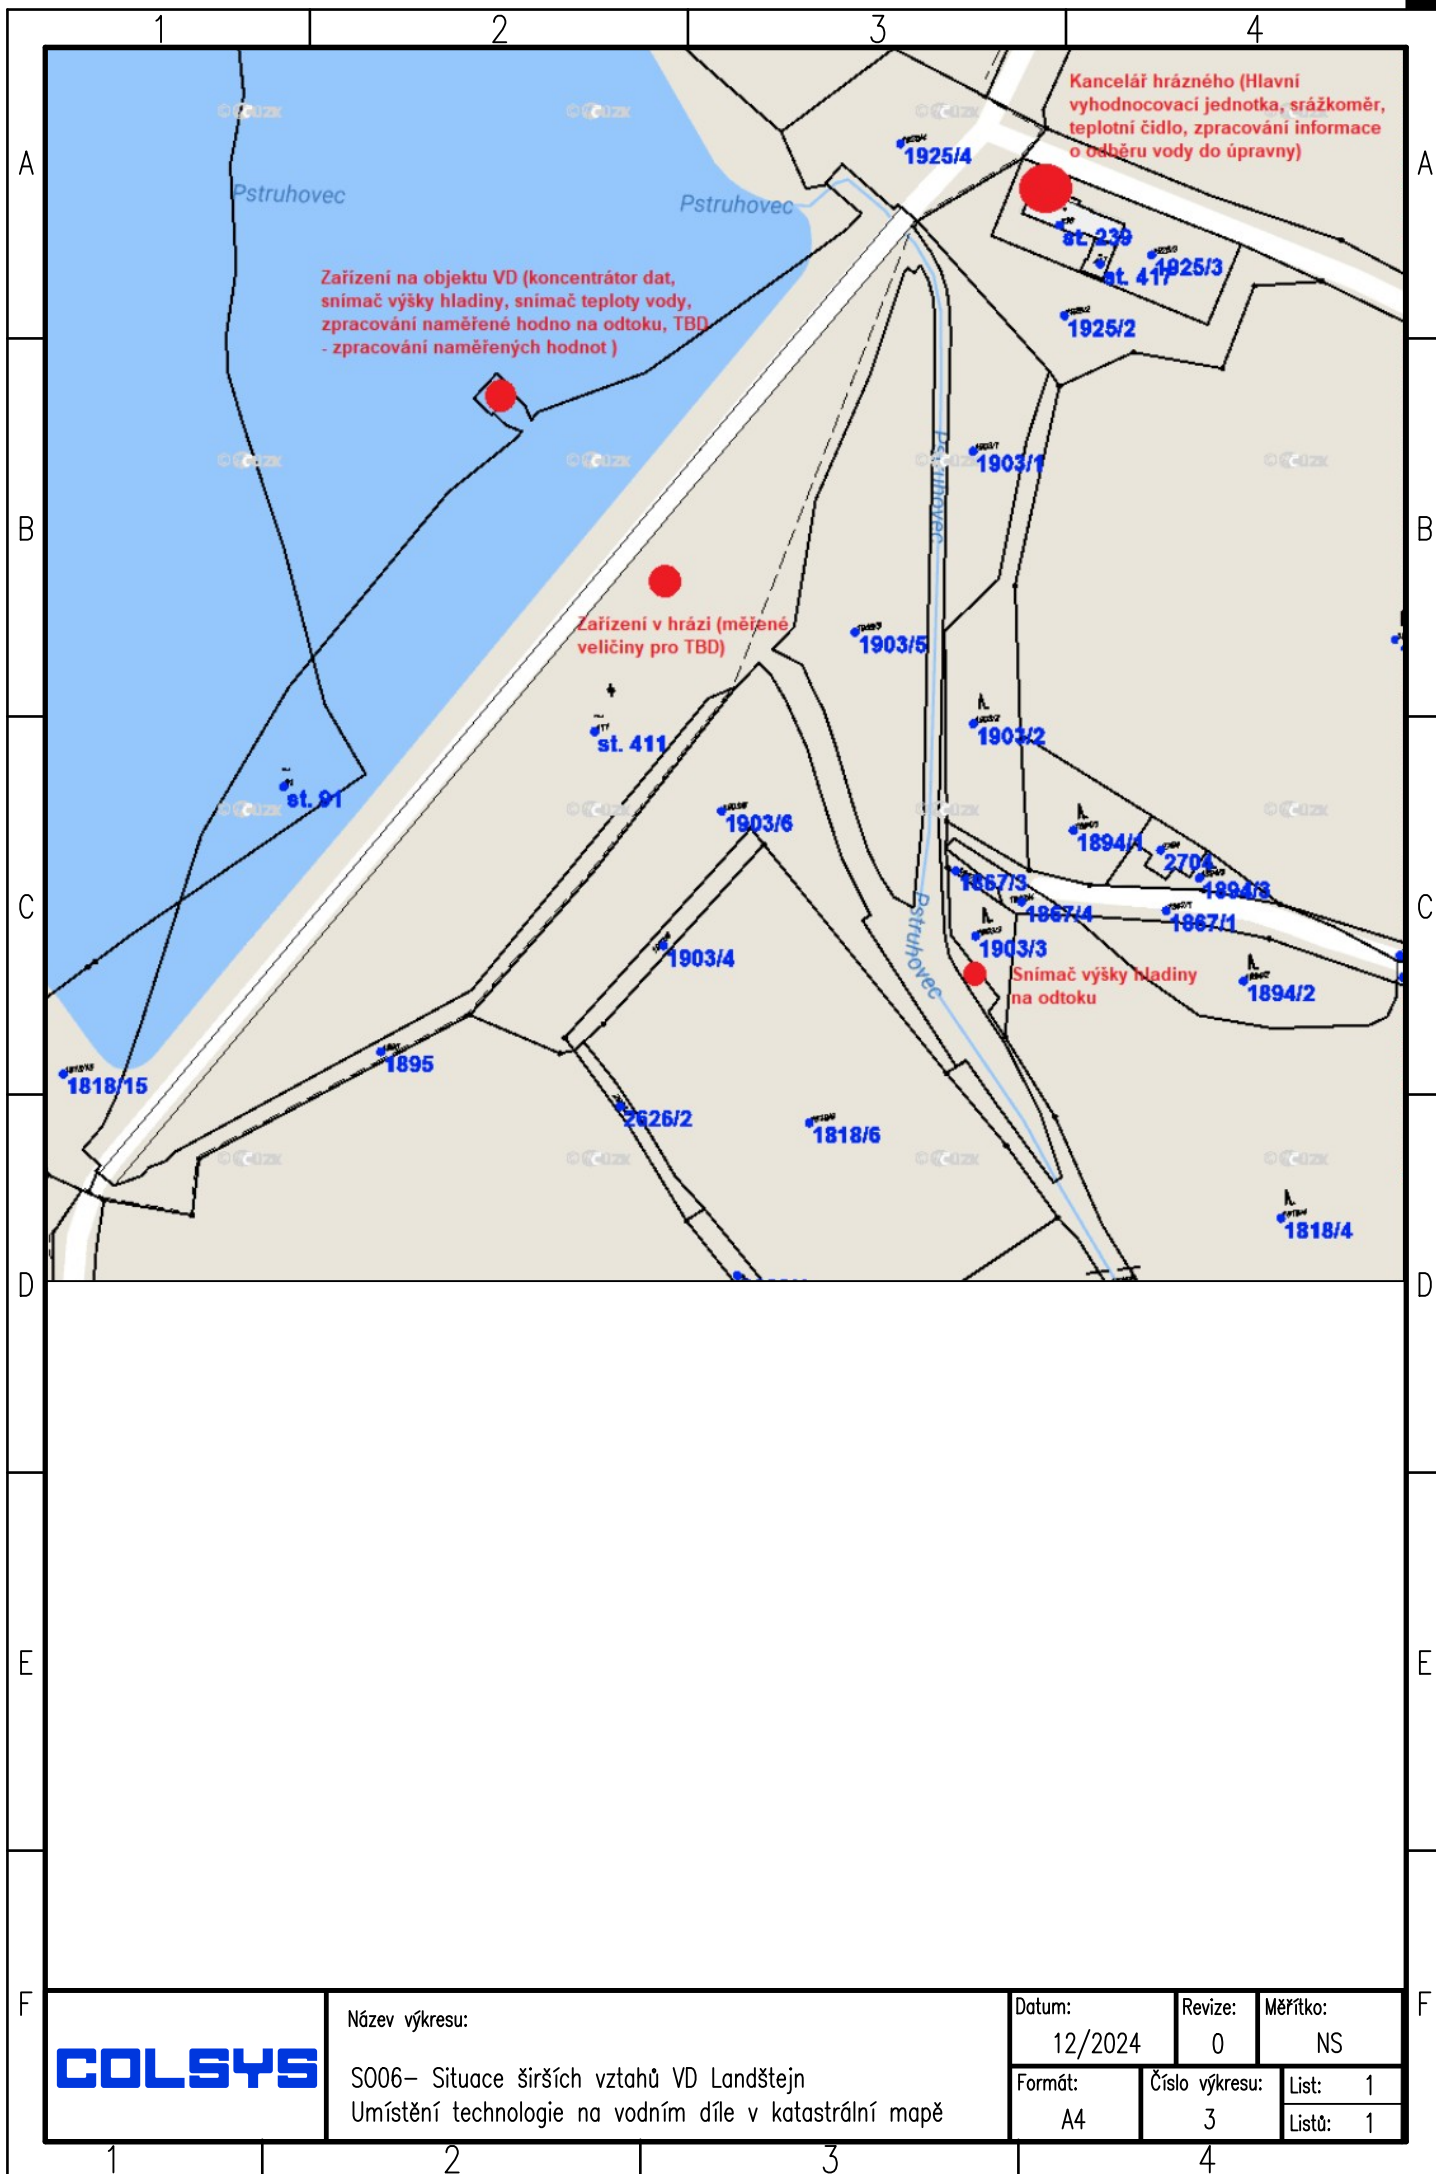 1 2 3 4
Kancelář hrázného (Hlavní
vyhodnocovací jednotka, srážkoměr,
teplotní čidlo, zpracování informace
o odběru vody do úpravny)
A
A
1925/4
Pstruhovec
Pstruhovec
st. 239
1925/3
st. 417
Zařízení na objektu VD (koncentrátor dat,
snímač výšky hladiny, snímač teploty vody,
zpracování naměřené hodno na odtoku, TBD
- zpracování naměřených hodnot )
1925/2
Pstruhovec
1903/1
B
B
Zařízení v hrázi (měřené
veličiny pro TBD)
1903/5
1903/2
st. 411
st. 91
1903/6
1894/1
2704
1894/3
1867/3
1867/4
1867/1
C
C
Pstruhovec
1903/3
1903/4
Snímač výšky hladiny
na odtoku
1894/2
1895
1818/15
2626/2
1818/6
1818/4
D
D
E
E
F
F
COLSYS
Název výkresu:
SO06– Situace širších vztahů VD Landštejn
Umístění technologie na vodním díle v katastrální mapě
Datum:
12/2024
Revize:
0
Měřítko:
NS
Formát:
A4
Číslo výkresu:
3
List: 1
Listů: 1
1 2 3 4